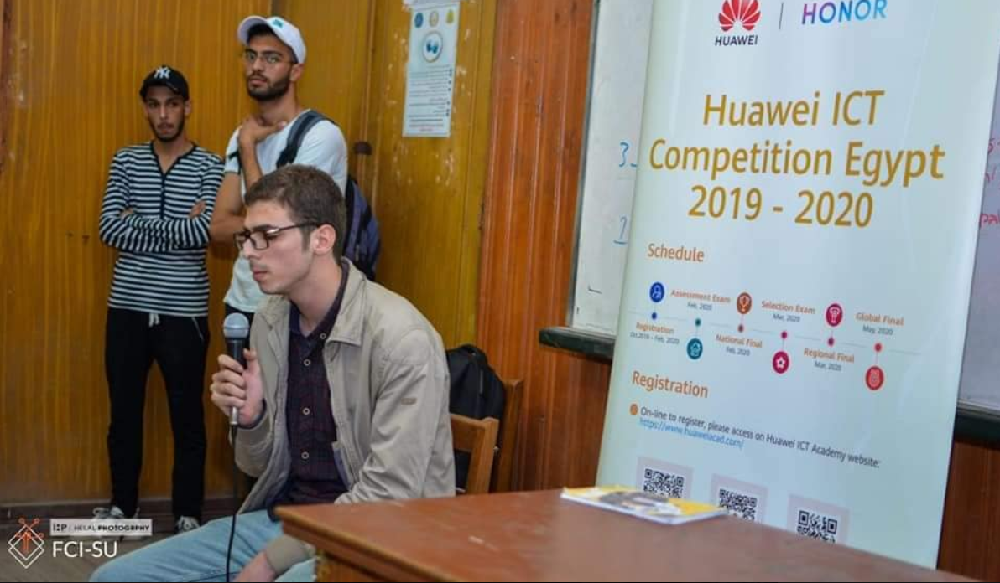 HUAWEI
HONOR
Huawei ICT
Competition Egypt
2019 - 2020
Schedule
Assessment Exam
Feb, 2020
Selection Exam
Mar, 2020
Global Final
May, 2020
Registration
Oct,2019 - Feb, 2020
National Final
Feb, 2020
Regional Final
Mar, 2020
Registration
On-line to register, please access on Huawei ICT Academy website:
https://www.huaweiacad.com/
3-
NY
HELAL PHOTOGRAPHY
FCI-SU